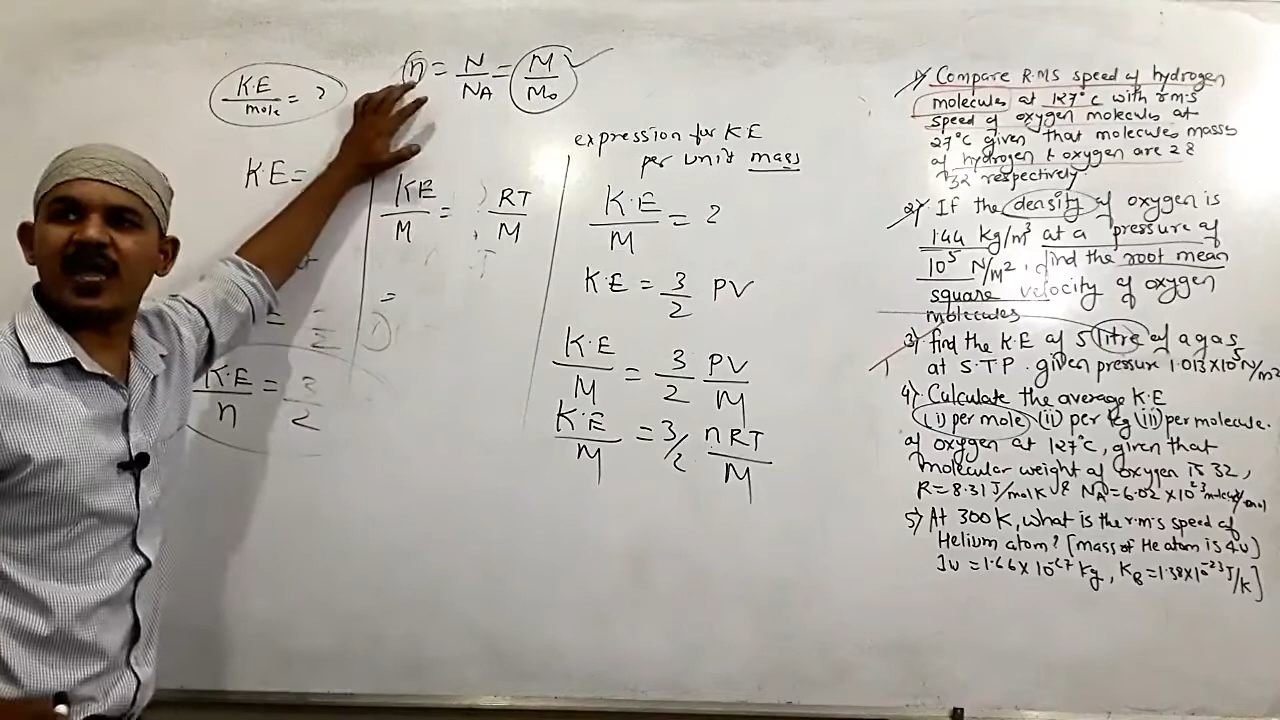 K.E / mole = ?
n = N / NA = M / Mo
K.E =
K.E / n = 3 / 2
KE / M = RT / M
=
expression for KE
per unit mass
K.E / M = ?
K.E = 3 / 2 PV
K.E / M = 3 / 2 PV / M
K.E / M = 3/2 nRT / M
1) Compare R.M.S speed of hydrogen
molecules at 127°c with r.m.s
speed of oxygen molecules at
27°c given that molecules masses
of hydrogen & oxygen are 2 &
32 respectively
2) If the density of oxygen is
1.44 kg/m³ at a pressure of
10⁵ N/m², find the root mean
square velocity of oxygen
molecules
3) find the K.E of 5 litre of a gas
at S.T.P. given pressure 1.013×10⁵ N/m²
4) Calculate the average K.E
(i) per mole (ii) per kg (iii) per molecule.
of oxygen at 127°c, given that
molecular weight of oxygen is 32,
R = 8.31 J/mol K & NA = 6.02 ×10²³
5) At 300 K, what is the r.m.s speed of
Helium atom? [mass of He atom is 4u]
1u = 1.66 × 10⁻²⁷ kg, KB = 1.38×10⁻²³ J/K]